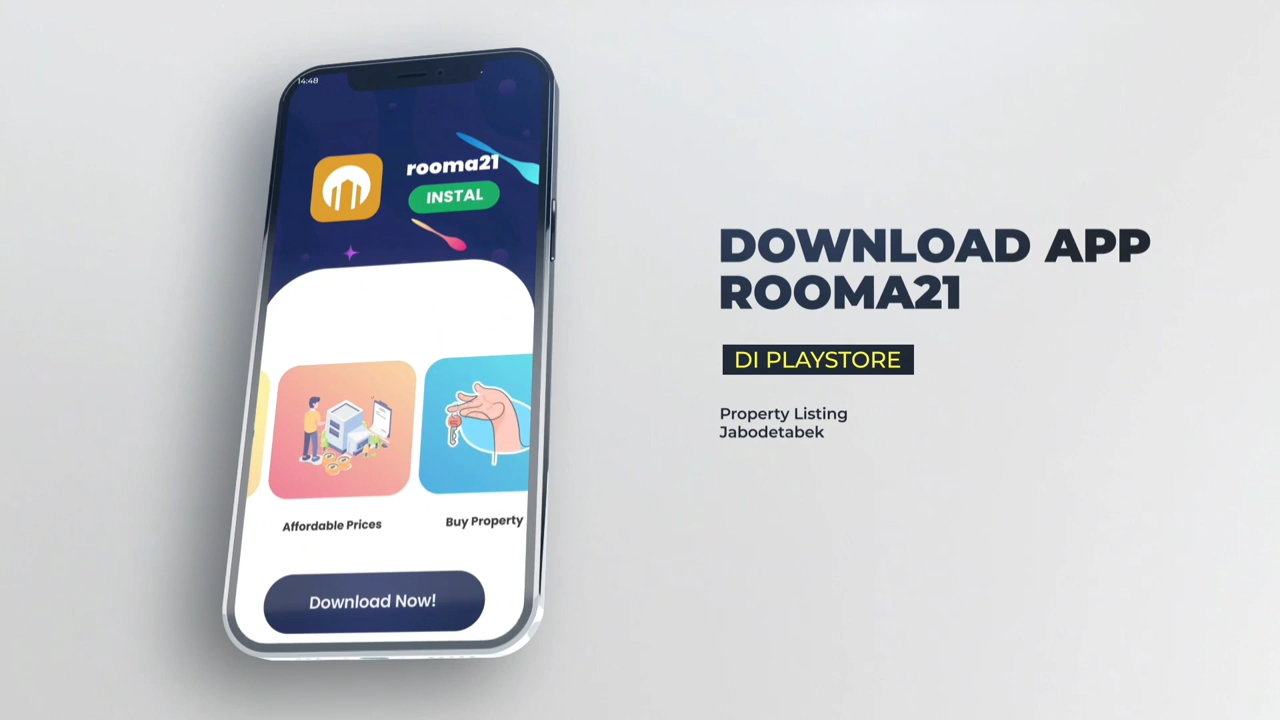 14:48
rooma21
INSTAL
Affordable Prices
Buy Property
Download Now!
DOWNLOAD APP
ROOMA21
DI PLAYSTORE
Property Listing
Jabodetabek